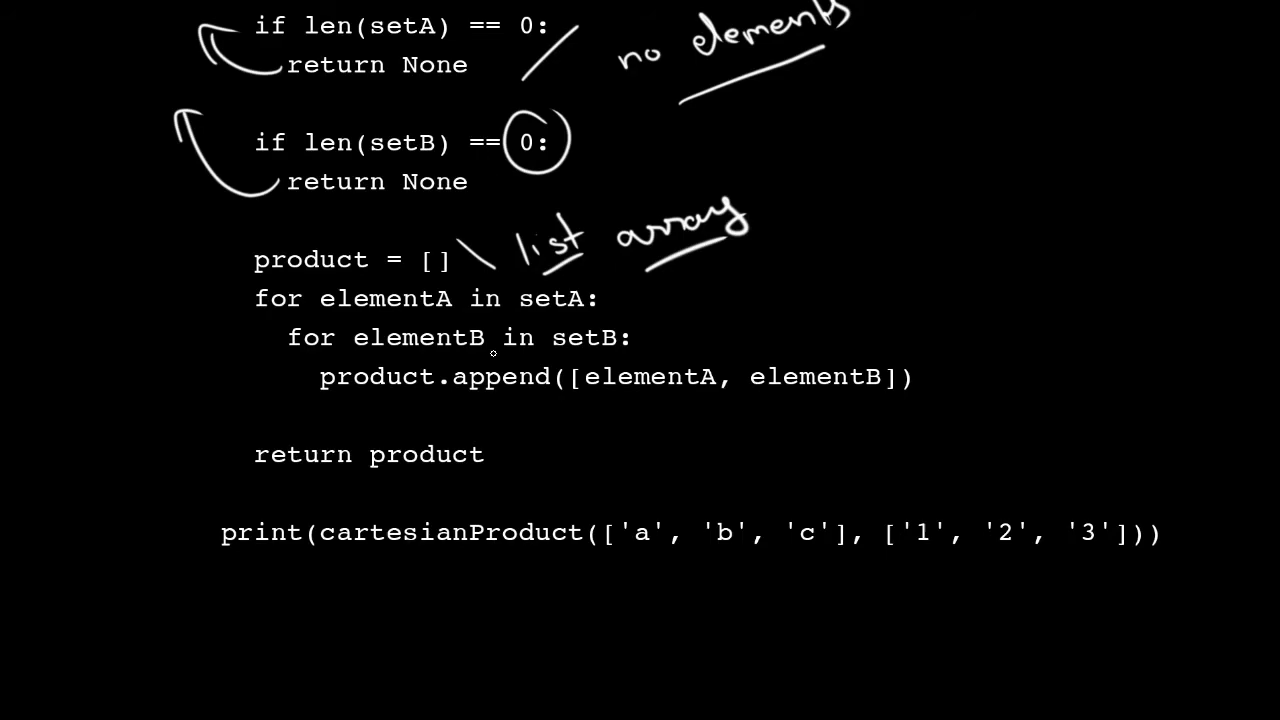 if len(setA) == 0:
no elements
return None
if len(setB) == 0:
return None
product = [] \ list array
for elementA in setA:
for elementB in setB:
product.append([elementA, elementB])
return product
print(cartesianProduct(['a', 'b', 'c'], ['1', '2', '3']))